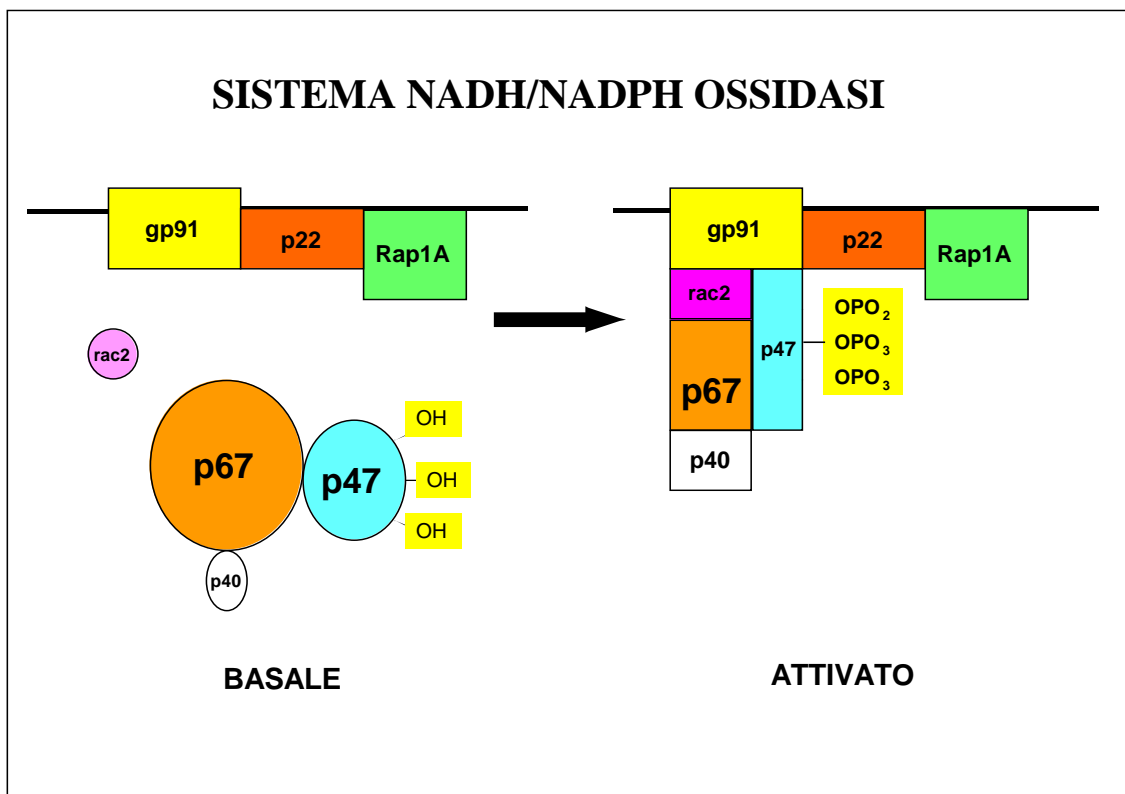 SISTEMA NADH/NADPH OSSIDASI
gp91
p22
Rap1A
rac2
p67
p47
OH
OH
OH
p40
BASALE
gp91
p22
Rap1A
rac2
p47
OPO2
OPO3
OPO3
p67
p40
ATTIVATO